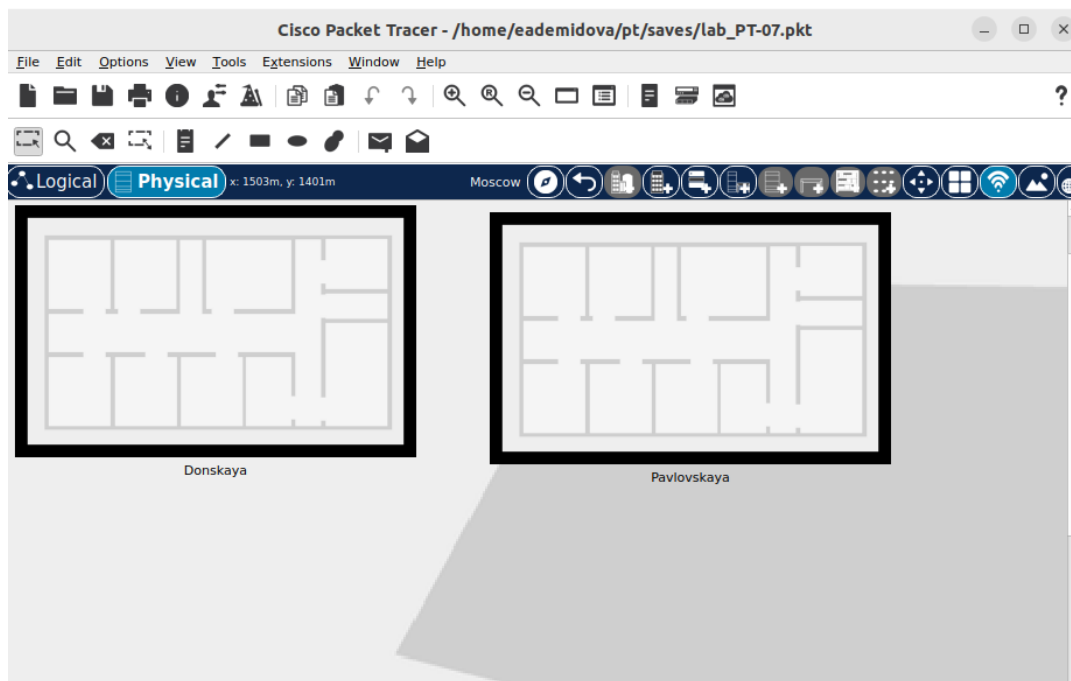 Cisco Packet Tracer - /home/eademidova/pt/saves/lab_PT-07.pkt
File Edit Options View Tools Extensions Window Help
?
Logical Physical x: 1503m, y: 1401m Moscow
Donskaya
Pavlovskaya